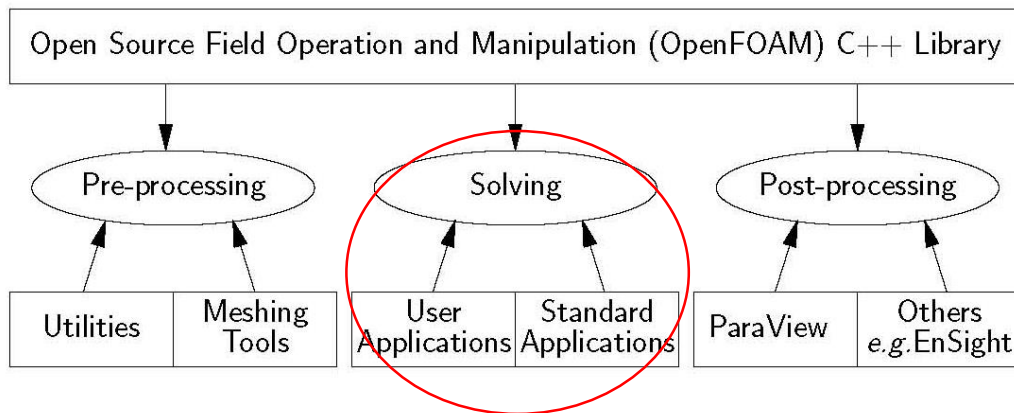 Open Source Field Operation and Manipulation (OpenFOAM) C++ Library
Pre-processing
Solving
Post-processing
Utilities
Meshing
Tools
User
Applications
Standard
Applications
ParaView
Others
e.g.EnSight